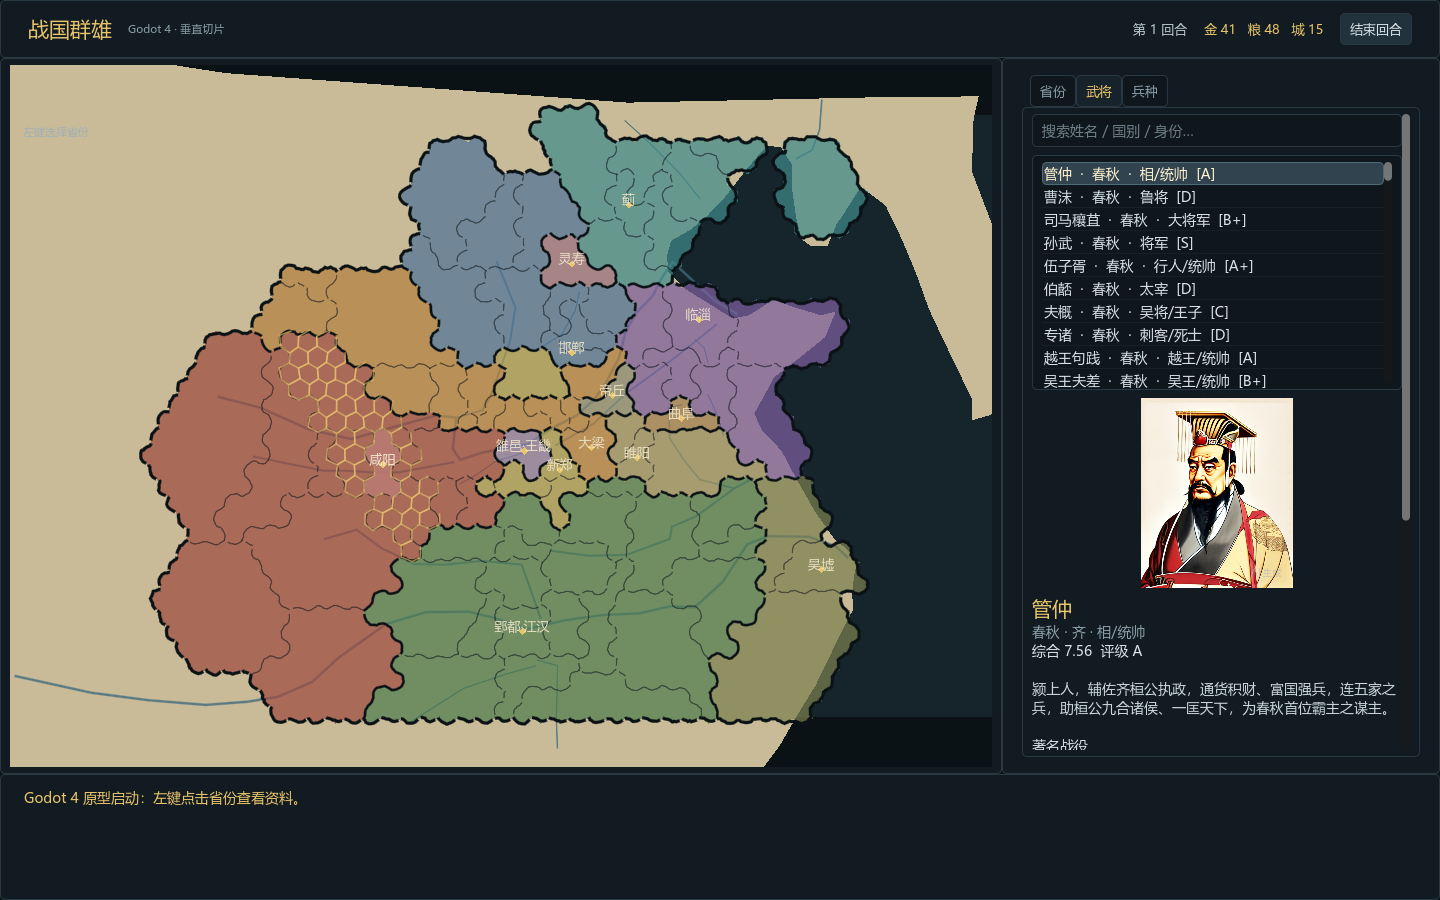 战国群雄
Godot 4 · 垂直切片
第 1 回合 金 41 粮 48 城 15
结束回合
左键选择省份
蓟
灵寿
临淄
邯郸
帝丘
曲阜
雒邑·王畿
大梁
睢阳
新郑
咸阳
吴墟
郢都·江汉
省份
武将
兵种
搜索姓名 / 国别 / 身份...
管仲 · 春秋 · 相/统帅 [A]
曹沫 · 春秋 · 鲁将 [D]
司马穰苴 · 春秋 · 大将军 [B+]
孙武 · 春秋 · 将军 [S]
伍子胥 · 春秋 · 行人/统帅 [A+]
伯嚭 · 春秋 · 太宰 [D]
夫概 · 春秋 · 吴将/王子 [C]
专诸 · 春秋 · 刺客/死士 [D]
越王句践 · 春秋 · 越王/统帅 [A]
吴王夫差 · 春秋 · 吴王/统帅 [B+]
管仲
春秋 · 齐 · 相/统帅
综合 7.56 评级 A
颍上人，辅佐齐桓公执政，通货积财、富国强兵，连五家之
兵，助桓公九合诸侯、一匡天下，为春秋首位霸主之谋主。
著名战役
Godot 4 原型启动：左键点击省份查看资料。